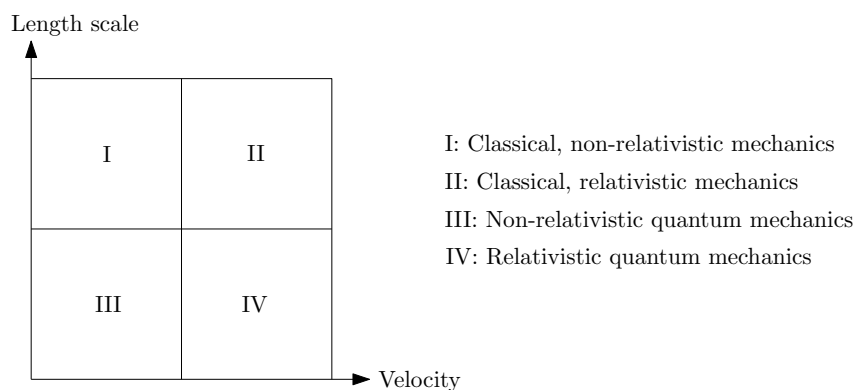 Length scale
I
II
I: Classical, non-relativistic mechanics
II: Classical, relativistic mechanics
III: Non-relativistic quantum mechanics
IV: Relativistic quantum mechanics
III
IV
Velocity